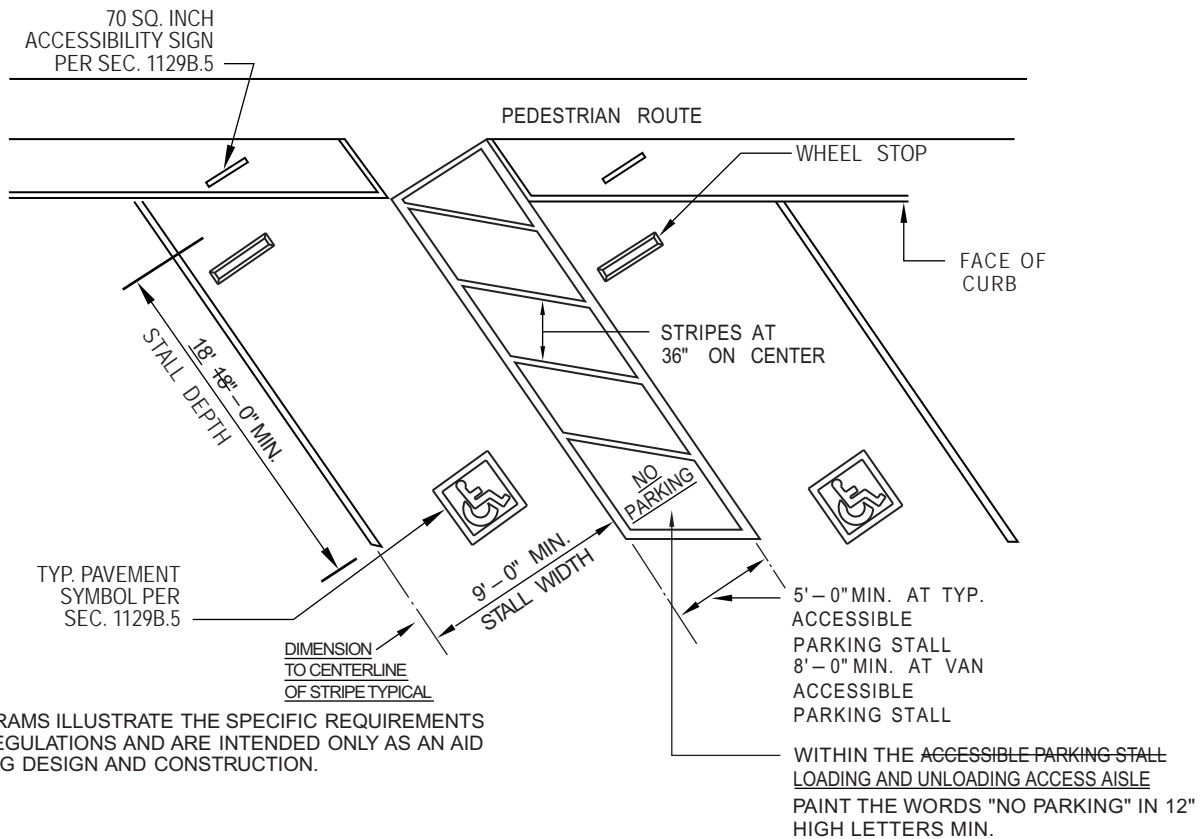 70 SQ. INCH
ACCESSIBILITY SIGN
PER SEC. 1129B.5
PEDESTRIAN ROUTE
WHEEL STOP
FACE OF
CURB
STRIPES AT
36" ON CENTER
18' 18"–0" MIN.
STALL DEPTH
NO
PARKING
TYP. PAVEMENT
SYMBOL PER
SEC. 1129B.5
9'–0" MIN.
STALL WIDTH
DIMENSION
TO CENTERLINE
OF STRIPE TYPICAL
5'–0" MIN. AT TYP.
ACCESSIBLE
PARKING STALL
8'–0" MIN. AT VAN
ACCESSIBLE
PARKING STALL
RAMS ILLUSTRATE THE SPECIFIC REQUIREMENTS
EGULATIONS AND ARE INTENDED ONLY AS AN AID
G DESIGN AND CONSTRUCTION.
WITHIN THE ACCESSIBLE PARKING STALL
LOADING AND UNLOADING ACCESS AISLE
PAINT THE WORDS "NO PARKING" IN 12"
HIGH LETTERS MIN.